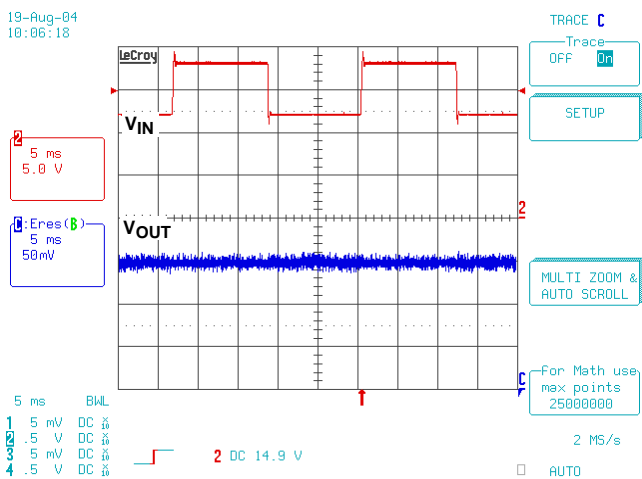 19-Aug-04
10:06:18
LeCroy
VIN
VOUT
2
5 ms
5.0 V
C:Eres(B)
5 ms
50mV
2
C
TRACE C
Trace
OFF On
SETUP
MULTI ZOOM &
AUTO SCROLL
For Math use
max points
25000000
2 MS/s
AUTO
5 ms BWL
1 5 mV DC X10
2 .5 V DC X10
3 5 mV DC X10
4 .5 V DC X10
2 DC 14.9 V